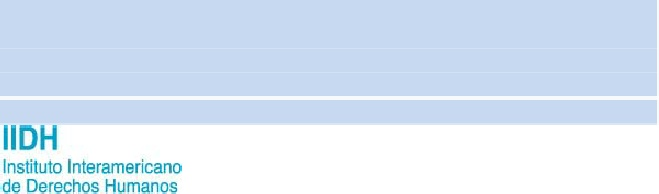 IIDH
Instituto Interamericano
de Derechos Humanos